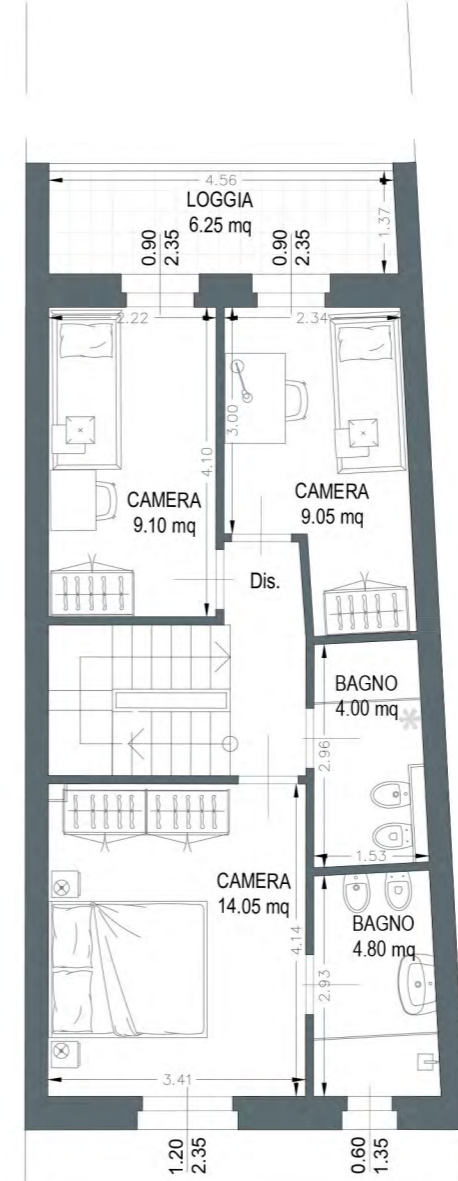 4.56
LOGGIA
6.25 mq
1.37
0.90
2.35
0.90
2.35
2.22
2.34
3.00
4.10
CAMERA
9.10 mq
CAMERA
9.05 mq
Dis.
BAGNO
4.00 mq
2.96
1.53
CAMERA
14.05 mq
4.14
BAGNO
4.80 mq
2.93
3.41
1.20
2.35
0.60
1.35